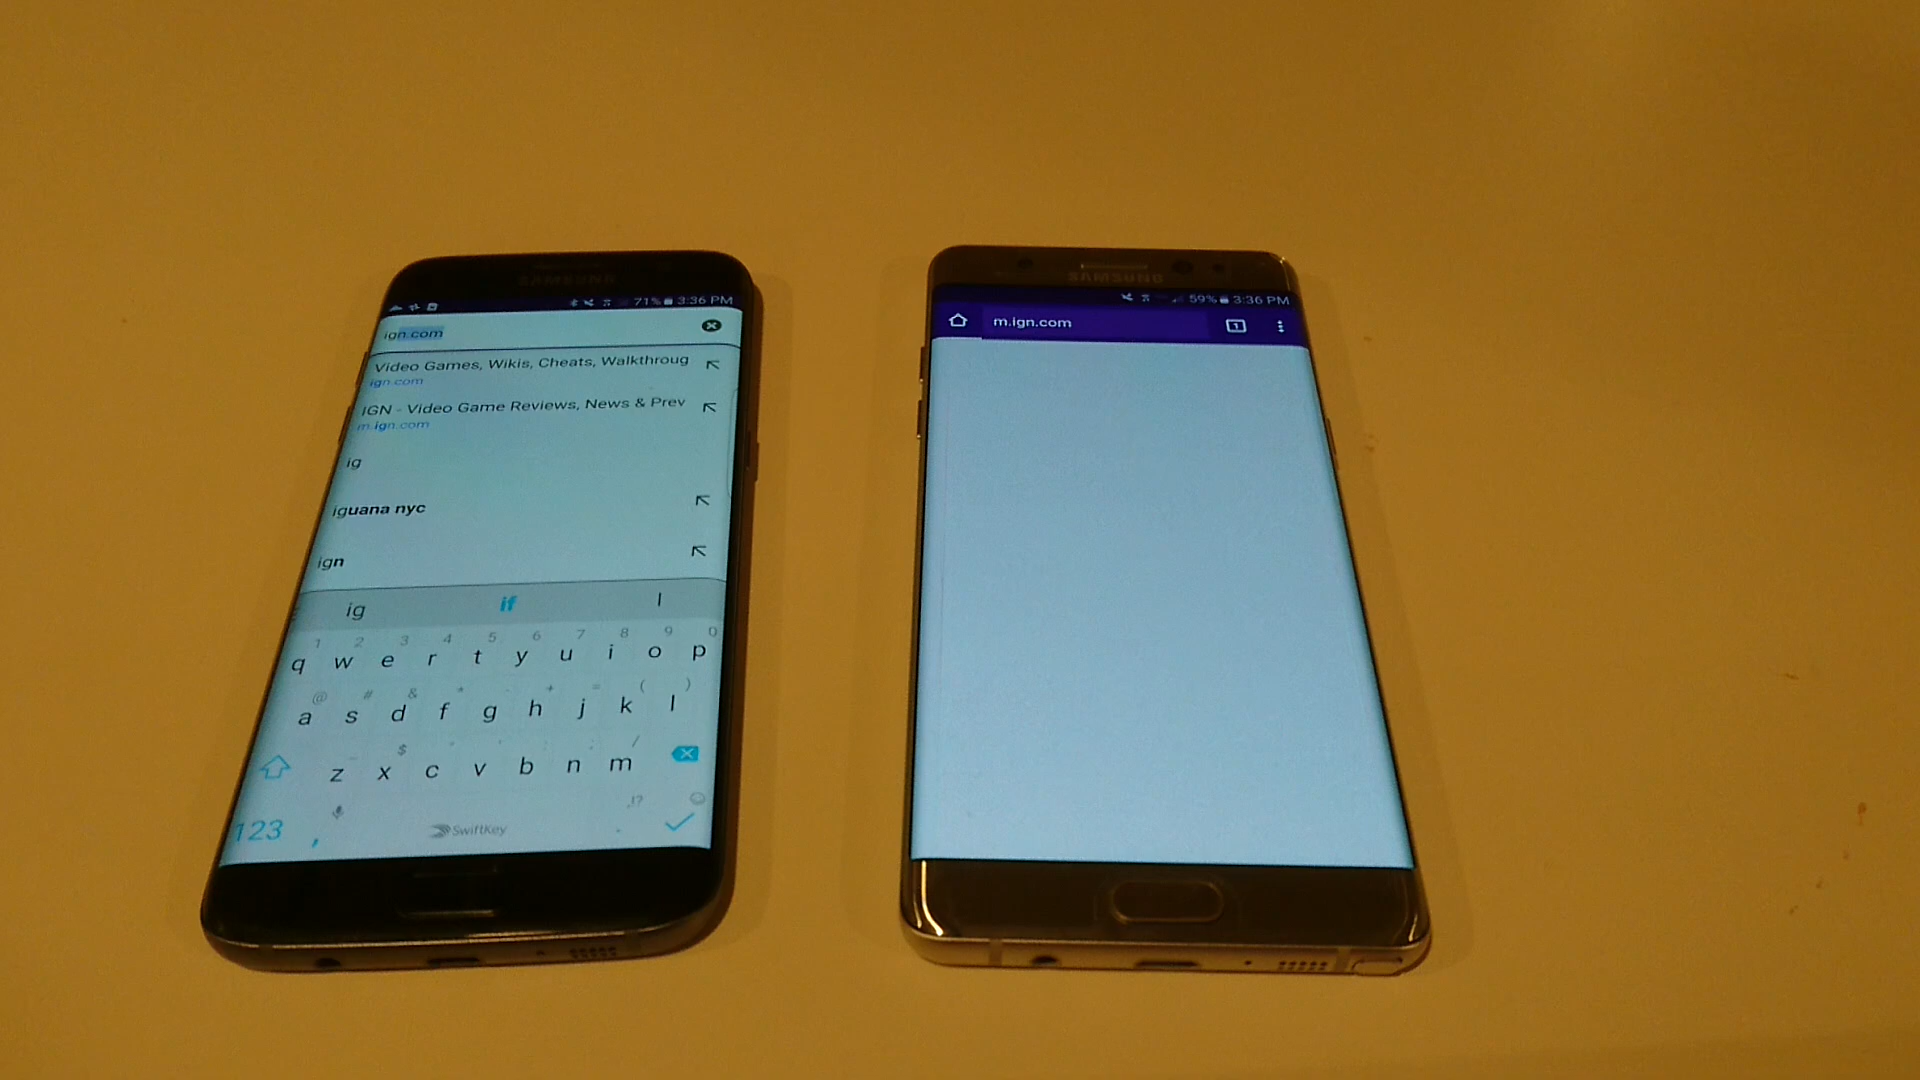 SAMSUNG
71% 3:36 PM
ign.com
Video Games, Wikis, Cheats, Walkthroug
ign.com
IGN - Video Game Reviews, News & Prev
m.ign.com
ig
iguana nyc
ign
ig if I
1 2 3 4 5 6 7 8 9 0
q w e r t y u i o p
@ # & * + = ( )
a s d f g h j k l
$ /
z x c v b n m
,!?
123 , SwiftKey .
SAMSUNG
59% 3:36 PM
m.ign.com 1